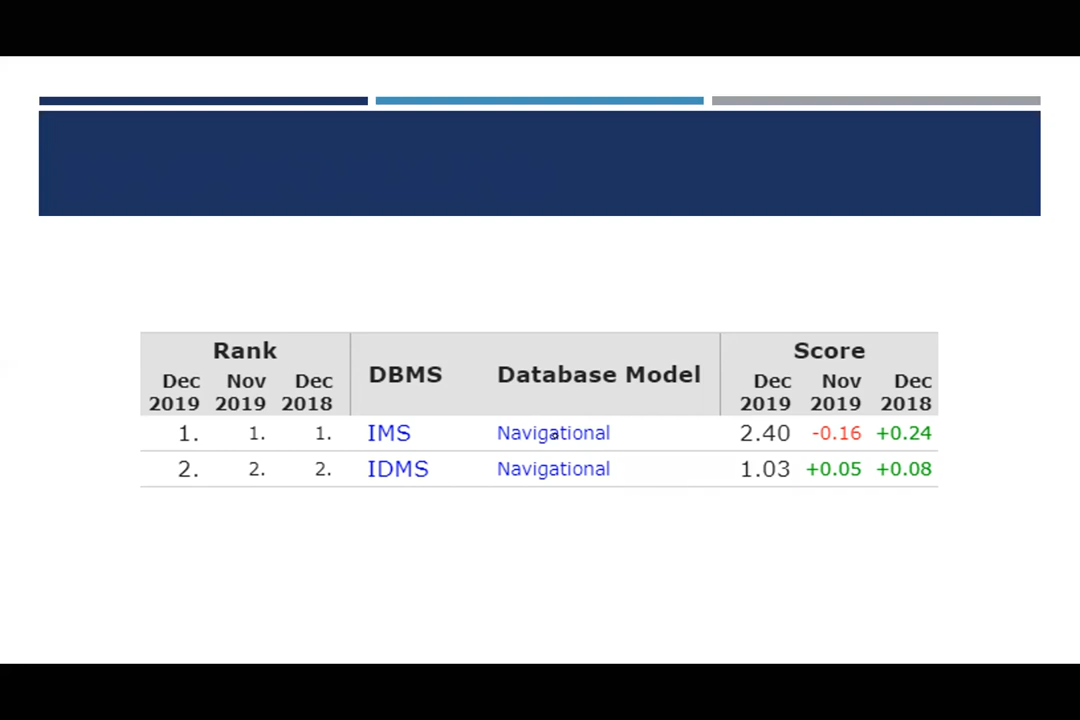 Rank DBMS Database Model Score
Dec 2019 Nov 2019 Dec 2018 Dec 2019 Nov 2019 Dec 2018
1. 1. 1. IMS Navigational 2.40 -0.16 +0.24
2. 2. 2. IDMS Navigational 1.03 +0.05 +0.08